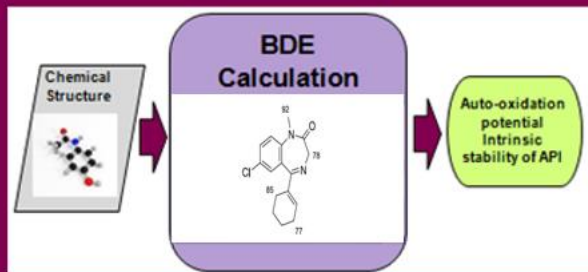 Chemical
Structure
BDE
Calculation
92
N
O
78
Cl
N
85
77
Auto-oxidation
potential
Intrinsic
stability of API